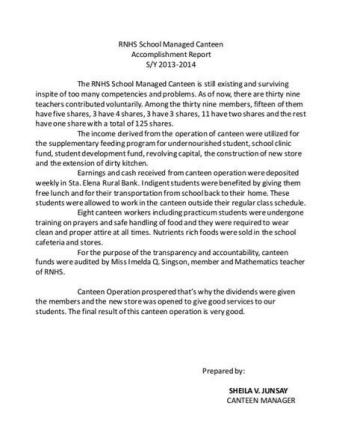 RNHS School Managed Canteen
Accomplishment Report
S/Y 2013-2014
The RNHS School Managed Canteen is still existing and surviving
inspite of too many competencies and problems. As of now, there are thirty nine
teachers contributed voluntarily. Among the thirty nine members, fifteen of them
have five shares, 3 have 4 shares, 3 have 3 shares, 11 have two shares and the rest
have one share with a total of 125 shares.
The income derived from the operation of canteen were utilized for
the supplementary feeding program for undernourished student, school clinic
fund, student development fund, revolving capital, the construction of new store
and the extension of dirty kitchen.
Earnings and cash received from canteen operation were deposited
weekly in Sta. Elena Rural Bank. Indigent students were benefited by giving them
free lunch and for their transportation from school back to their home. These
students were allowed to work in the canteen outside their regular class schedule.
Eight canteen workers including practicum students were undergone
training on prayers and safe handling of food and they were required to wear
clean and proper attire at all times. Nutrients rich foods were sold in the school
cafeteria and stores.
For the purpose of the transparency and accountability, canteen
funds were audited by Miss Imelda Q. Singson, member and Mathematics teacher
of RNHS.
Canteen Operation prospered that's why the dividends were given
the members and the new store was opened to give good services to our
students. The final result of this canteen operation is very good.
Prepared by:
SHEILA V. JUNSAY
CANTEEN MANAGER